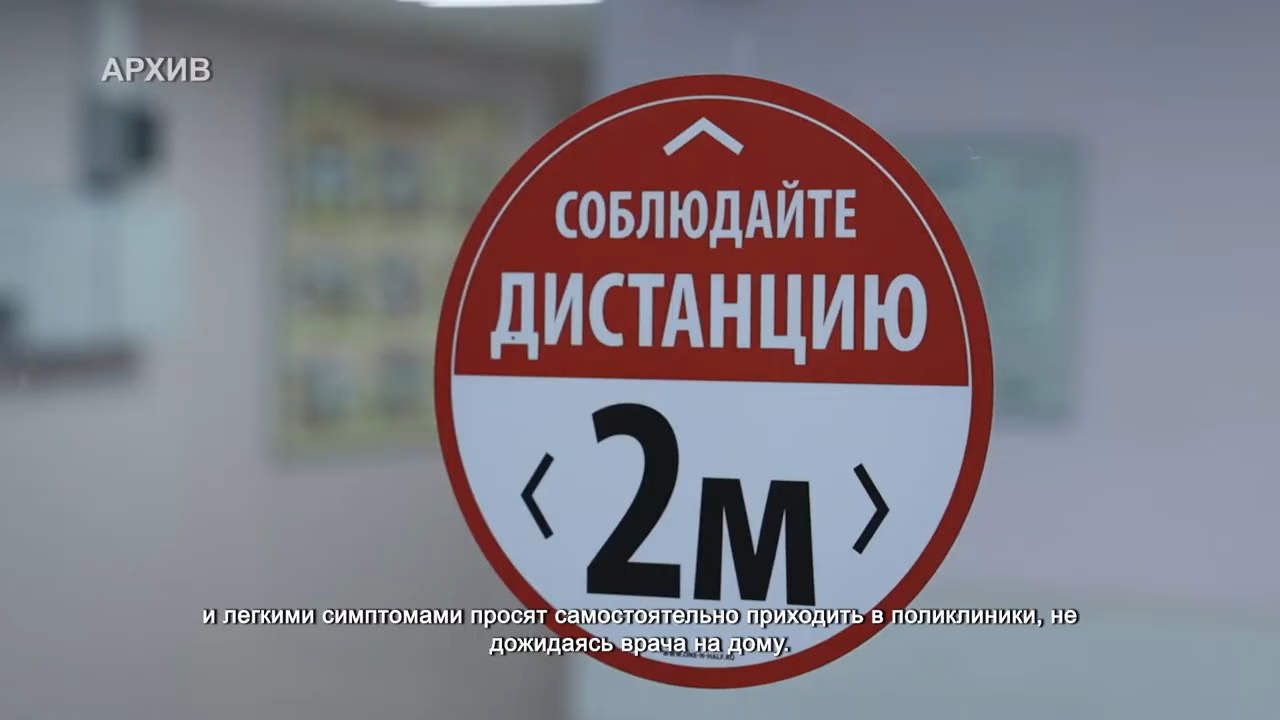 АРХИВ
СОБЛЮДАЙТЕ
ДИСТАНЦИЮ
2м
и легкими симптомами просят самостоятельно приходить в поликлиники, не
дожидаясь врача на дому.